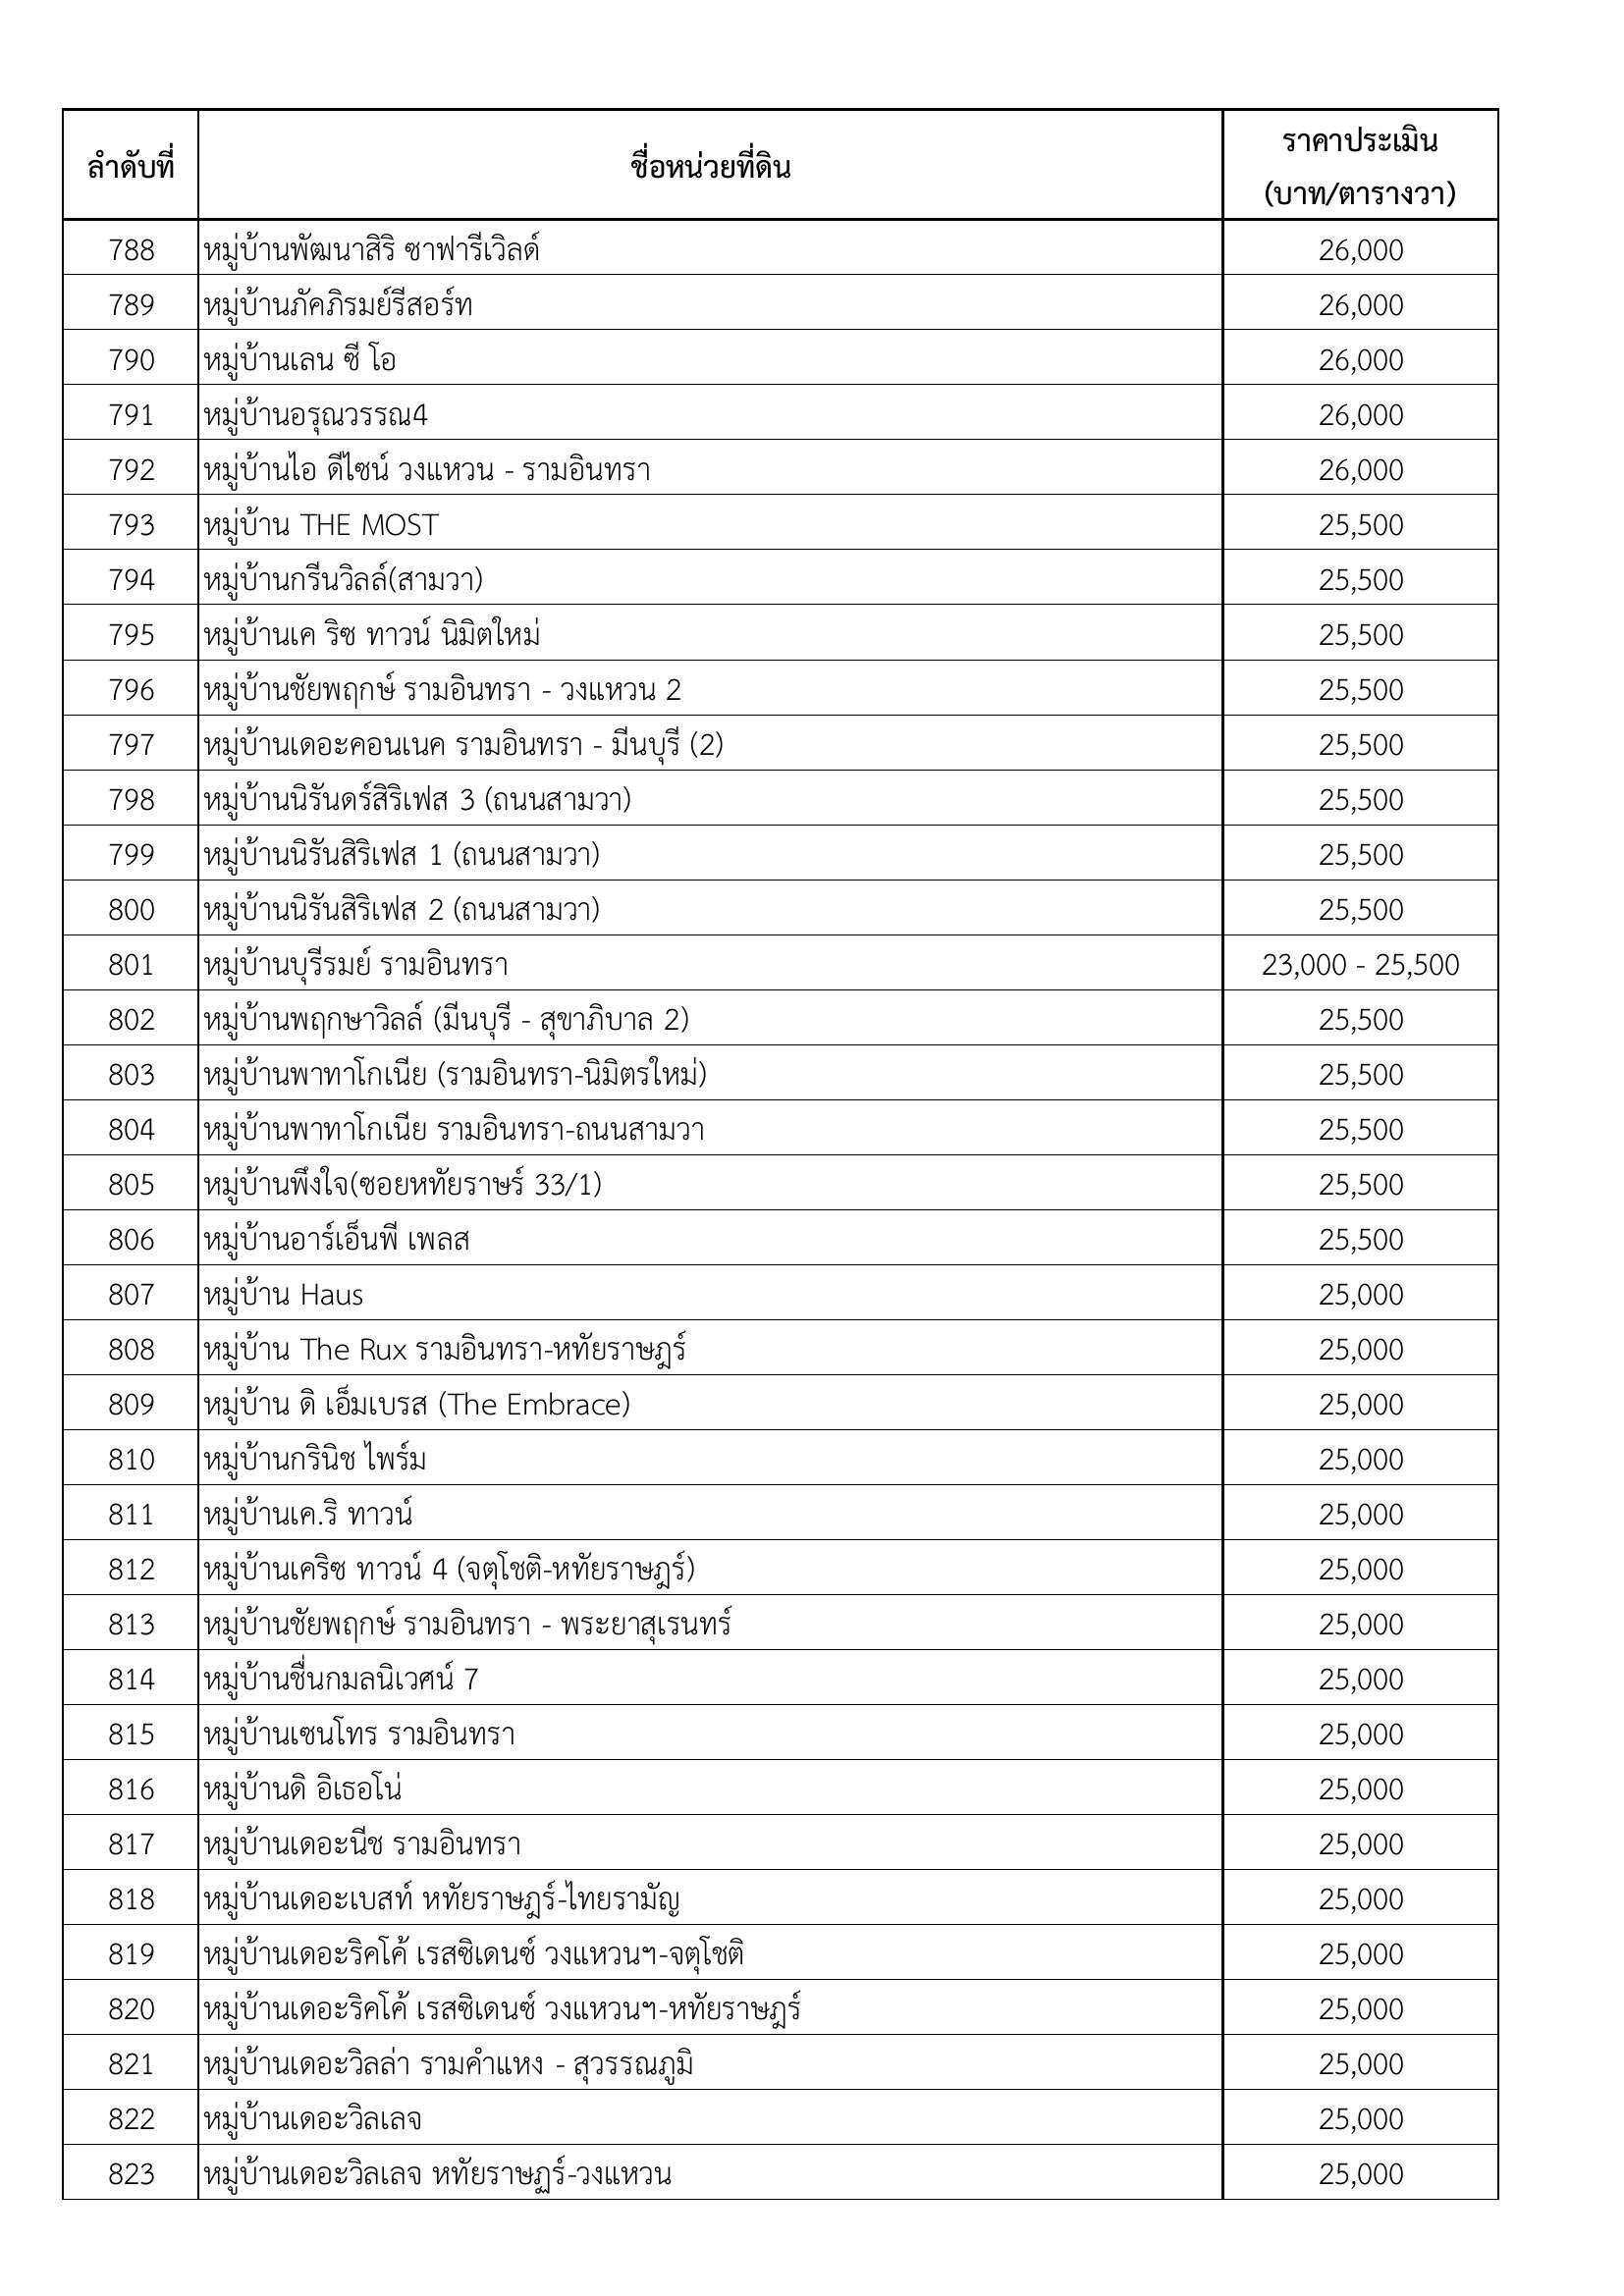 ลำดับที่ ชื่อหน่วยที่ดิน ราคาประเมิน (บาท/ตารางวา)
788 หมู่บ้านพัฒนาสิริ ซาฟารีเวิลด์ 26,000
789 หมู่บ้านภัคภิรมย์รีสอร์ท 26,000
790 หมู่บ้านเลน ซี โอ 26,000
791 หมู่บ้านอรุณวรรณ4 26,000
792 หมู่บ้านไอ ดีไซน์ วงแหวน - รามอินทรา 26,000
793 หมู่บ้าน THE MOST 25,500
794 หมู่บ้านกรีนวิลล์(สามวา) 25,500
795 หมู่บ้านเค ริซ ทาวน์ นิมิตใหม่ 25,500
796 หมู่บ้านชัยพฤกษ์ รามอินทรา - วงแหวน 2 25,500
797 หมู่บ้านเดอะคอนเนค รามอินทรา - มีนบุรี (2) 25,500
798 หมู่บ้านนิรันดร์สิริเฟส 3 (ถนนสามวา) 25,500
799 หมู่บ้านนิรันสิริเฟส 1 (ถนนสามวา) 25,500
800 หมู่บ้านนิรันสิริเฟส 2 (ถนนสามวา) 25,500
801 หมู่บ้านบุรีรมย์ รามอินทรา 23,000 - 25,500
802 หมู่บ้านพฤกษาวิลล์ (มีนบุรี - สุขาภิบาล 2) 25,500
803 หมู่บ้านพาทาโกเนีย (รามอินทรา-นิมิตรใหม่) 25,500
804 หมู่บ้านพาทาโกเนีย รามอินทรา-ถนนสามวา 25,500
805 หมู่บ้านพึงใจ(ซอยหทัยราษร์ 33/1) 25,500
806 หมู่บ้านอาร์เอ็นพี เพลส 25,500
807 หมู่บ้าน Haus 25,000
808 หมู่บ้าน The Rux รามอินทรา-หทัยราษฎร์ 25,000
809 หมู่บ้าน ดิ เอ็มเบรส (The Embrace) 25,000
810 หมู่บ้านกรินิช ไพร์ม 25,000
811 หมู่บ้านเค.ริ ทาวน์ 25,000
812 หมู่บ้านเคริซ ทาวน์ 4 (จตุโชติ-หทัยราษฎร์) 25,000
813 หมู่บ้านชัยพฤกษ์ รามอินทรา - พระยาสุเรนทร์ 25,000
814 หมู่บ้านชื่นกมลนิเวศน์ 7 25,000
815 หมู่บ้านเซนโทร รามอินทรา 25,000
816 หมู่บ้านดิ อิเธอโน่ 25,000
817 หมู่บ้านเดอะนีช รามอินทรา 25,000
818 หมู่บ้านเดอะเบสท์ หทัยราษฎร์-ไทยรามัญ 25,000
819 หมู่บ้านเดอะริคโค้ เรสซิเดนซ์ วงแหวนฯ-จตุโชติ 25,000
820 หมู่บ้านเดอะริคโค้ เรสซิเดนซ์ วงแหวนฯ-หทัยราษฎร์ 25,000
821 หมู่บ้านเดอะวิลล่า รามคำแหง - สุวรรณภูมิ 25,000
822 หมู่บ้านเดอะวิลเลจ 25,000
823 หมู่บ้านเดอะวิลเลจ หทัยราษฏร์-วงแหวน 25,000